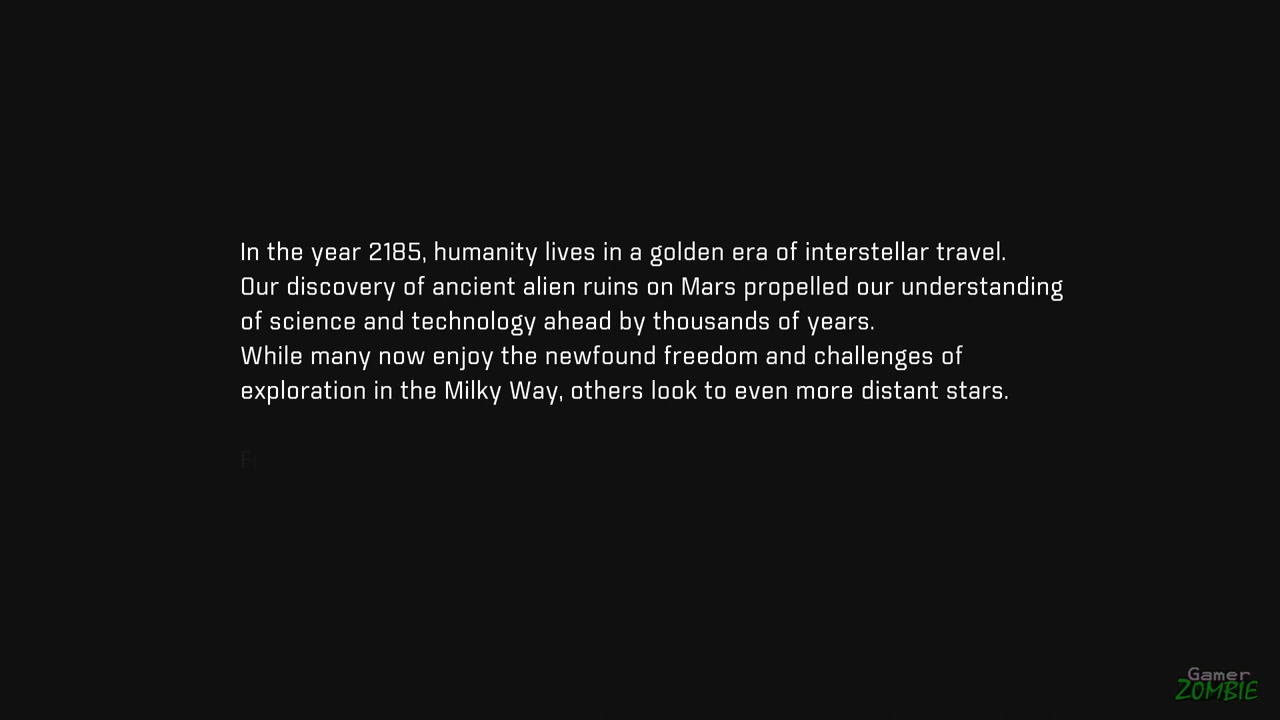 In the year 2185, humanity lives in a golden era of interstellar travel.
Our discovery of ancient alien ruins on Mars propelled our understanding
of science and technology ahead by thousands of years.
While many now enjoy the newfound freedom and challenges of
exploration in the Milky Way, others look to even more distant stars.
Gamer
ZOMBIE